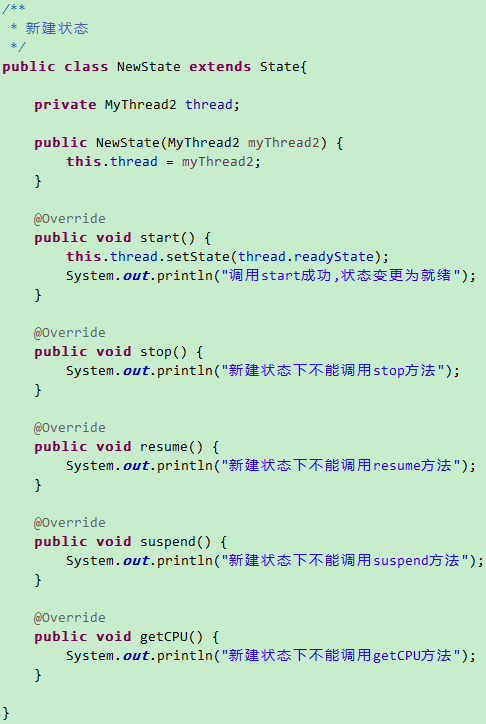 /**
 * 新建状态
 */
public class NewState extends State{
    private MyThread2 thread;
    public NewState(MyThread2 myThread2) {
        this.thread = myThread2;
    }
    @Override
    public void start() {
        this.thread.setState(thread.readyState);
        System.out.println("调用start成功,状态变更为就绪");
    }
    @Override
    public void stop() {
        System.out.println("新建状态下不能调用stop方法");
    }
    @Override
    public void resume() {
        System.out.println("新建状态下不能调用resume方法");
    }
    @Override
    public void suspend() {
        System.out.println("新建状态下不能调用suspend方法");
    }
    @Override
    public void getCPU() {
        System.out.println("新建状态下不能调用getCPU方法");
    }
}